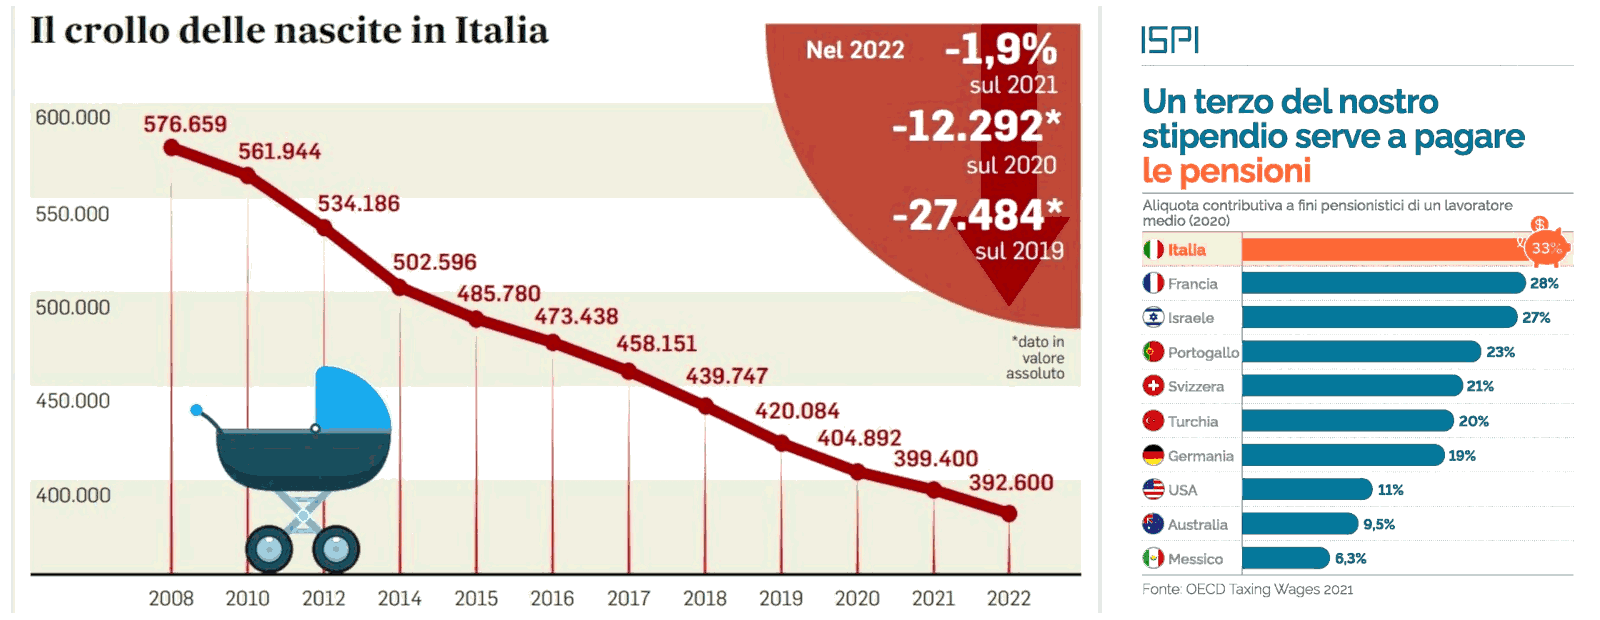 Il crollo delle nascite in Italia
Nel 2022
-1,9%
sul 2021
-12.292*
sul 2020
-27.484*
sul 2019
*dato in
valore
assoluto
600.000
550.000
500.000
450.000
400.000
576.659
561.944
534.186
502.596
485.780
473.438
458.151
439.747
420.084
404.892
399.400
392.600
2008 2010 2012 2014 2015 2016 2017 2018 2019 2020 2021 2022
ISPI
Un terzo del nostro
stipendio serve a pagare
le pensioni
Aliquota contributiva a fini pensionistici di un lavoratore
medio (2020)
$
Italia 33%
Francia 28%
Israele 27%
Portogallo 23%
Svizzera 21%
Turchia 20%
Germania 19%
USA 11%
Australia 9,5%
Messico 6,3%
Fonte: OECD Taxing Wages 2021